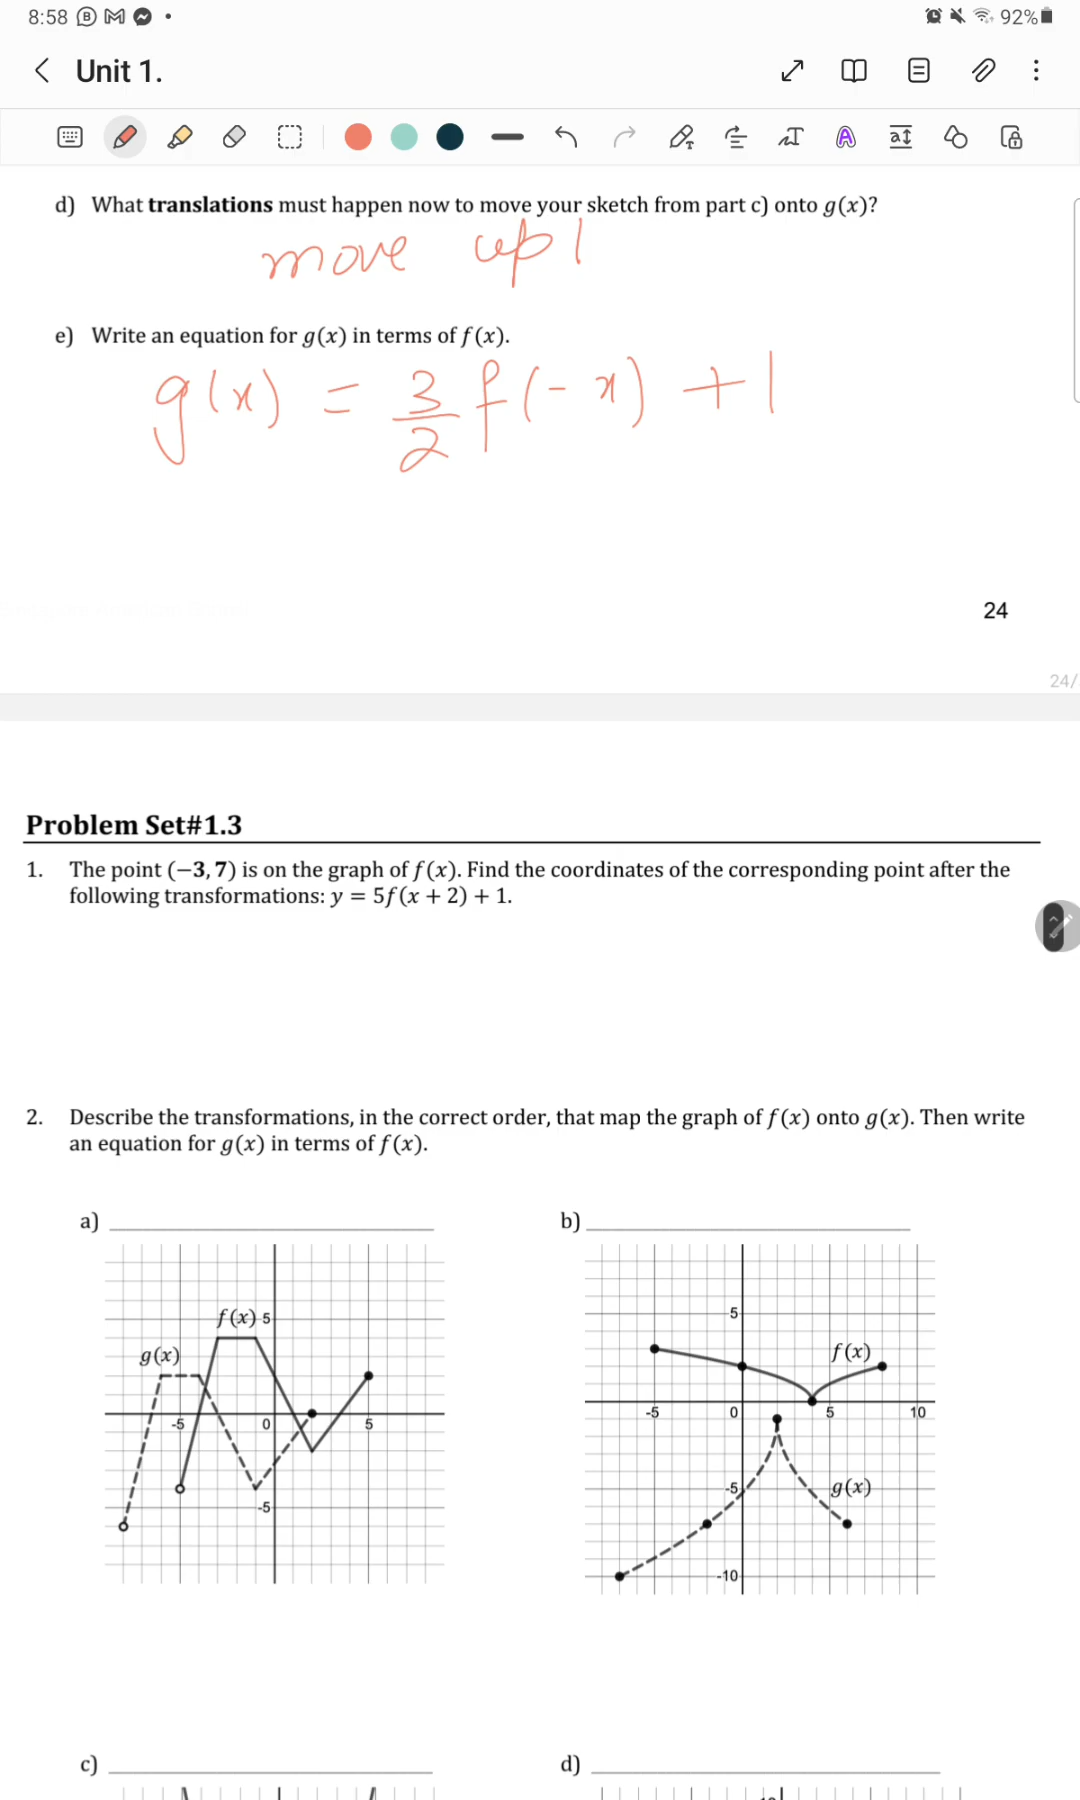 8:58 92%
Unit 1.
d) What translations must happen now to move your sketch from part c) onto g(x)?
move up 1
e) Write an equation for g(x) in terms of f(x).
g(x) = 3/2 f(-x) + 1
24
24/
Problem Set#1.3
1. The point (−3, 7) is on the graph of f(x). Find the coordinates of the corresponding point after the
following transformations: y = 5f(x + 2) + 1.
2. Describe the transformations, in the correct order, that map the graph of f(x) onto g(x). Then write
an equation for g(x) in terms of f(x).
a) b)
f(x) 5
g(x)
-5 0 5
-5
5
f(x)
-5 0 5 10
-5 g(x)
-10
c) d)